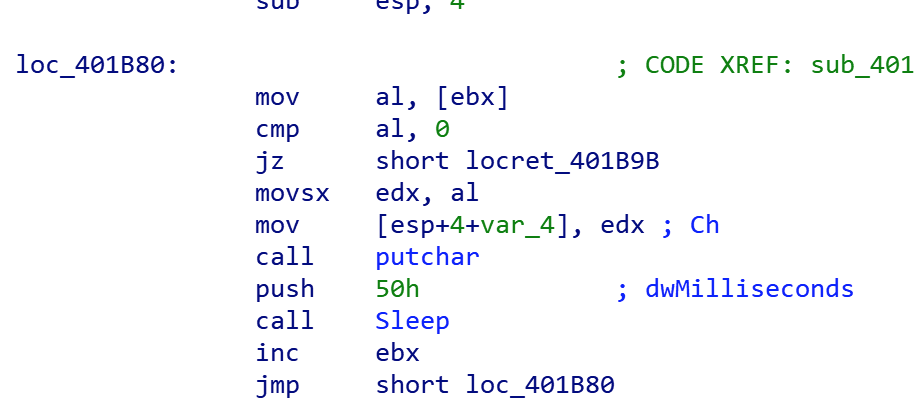 sub esp, 4
loc_401B80: ; CODE XREF: sub_401
mov al, [ebx]
cmp al, 0
jz short locret_401B9B
movsx edx, al
mov [esp+4+var_4], edx ; Ch
call putchar
push 50h ; dwMilliseconds
call Sleep
inc ebx
jmp short loc_401B80